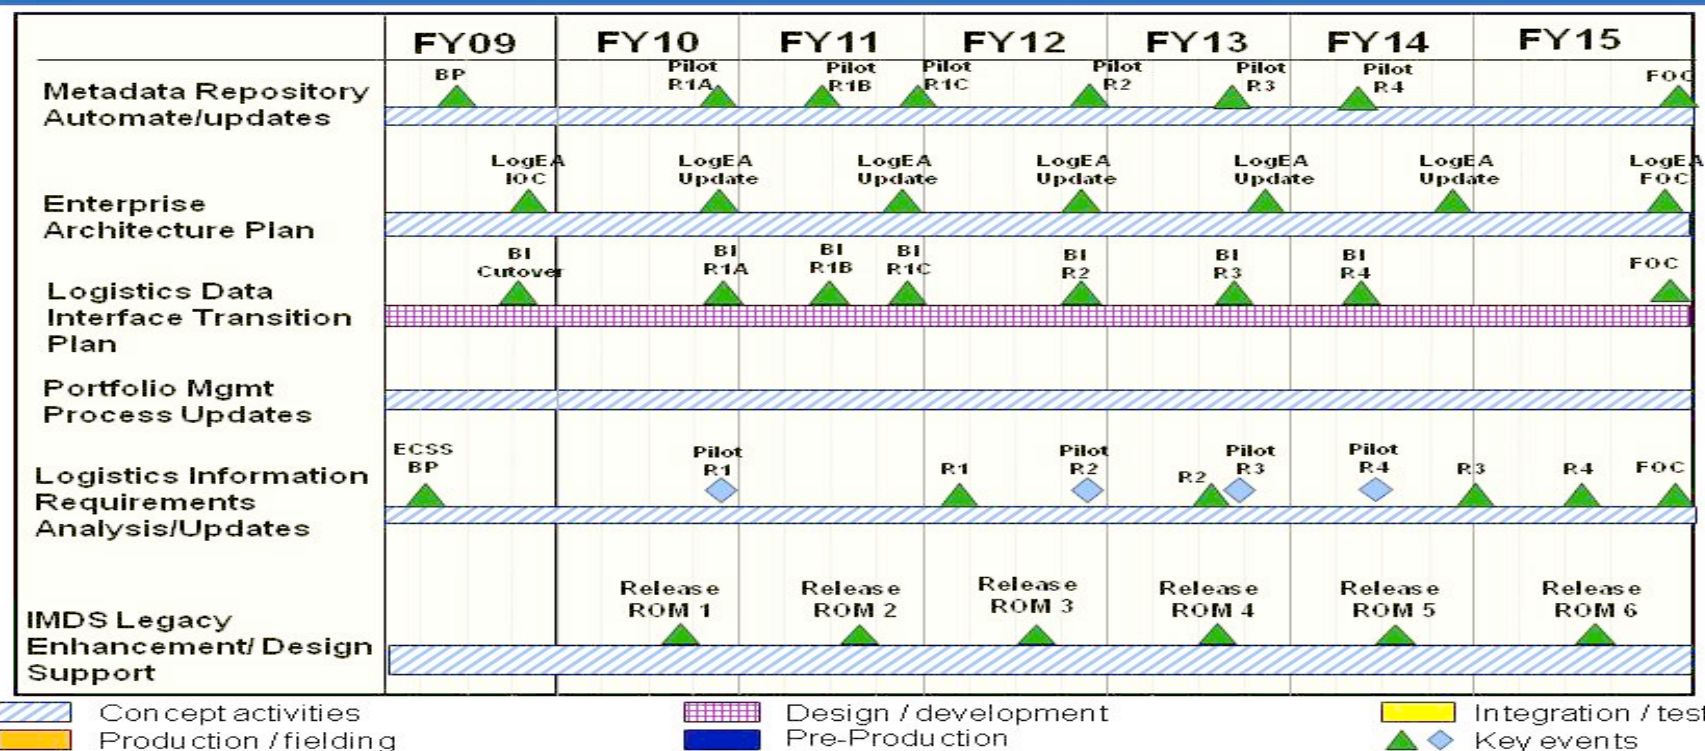 FY09 FY10 FY11 FY12 FY13 FY14 FY15
BP Pilot Pilot Pilot Pilot Pilot Pilot FOC
R1A R1B R1C R2 R3 R4
Metadata Repository
Automate/updates
LogEA LogEA LogEA LogEA LogEA LogEA LogEA
IOC Update Update Update Update Update FOC
Enterprise
Architecture Plan
BI BI BI BI BI BI BI FOC
Cutover R1A R1B R1C R2 R3 R4
Logistics Data
Interface Transition
Plan
Portfolio Mgmt
Process Updates
ECSS Pilot Pilot Pilot Pilot
BP R1 R1 R2 R2 R3 R4 R3 R4 FOC
Logistics Information
Requirements
Analysis/Updates
Release Release Release Release Release Release
ROM 1 ROM 2 ROM 3 ROM 4 ROM 5 ROM 6
IMDS Legacy
Enhancement/ Design
Support
Concept activities Design / development Integration / test
Production / fielding Pre-Production Key events